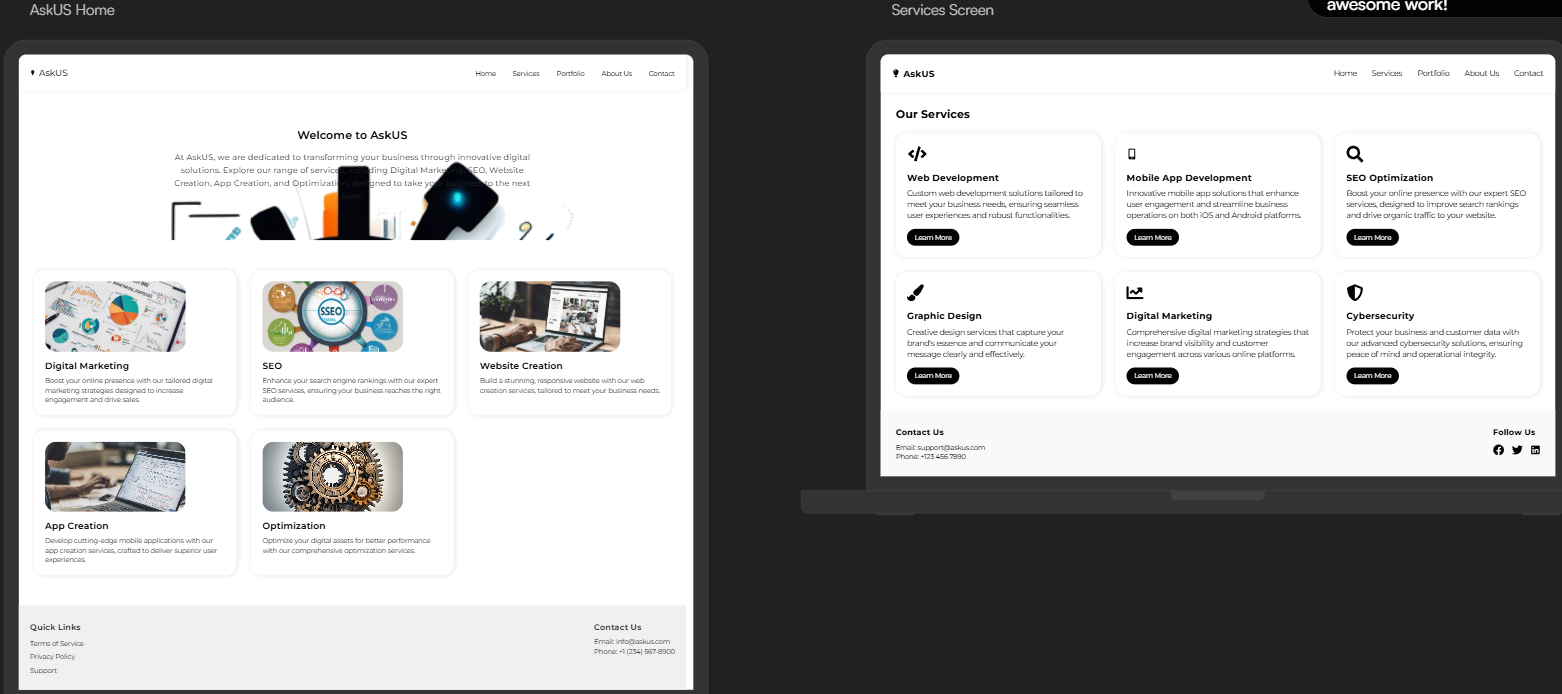 AskUS Home
Services Screen
awesome work!
AskUS
Home Services Portfolio About Us Contact
Welcome to AskUS
At AskUS, we are dedicated to transforming your business through innovative digital
solutions. Explore our range of services, including Digital Marketing, SEO, Website
Creation, App Creation, and Optimization, designed to take your business to the next
level.
SSEO
Digital Marketing
Boost your online presence with our tailored digital
marketing strategies designed to increase
engagement and drive sales.
SEO
Enhance your search engine rankings with our expert
SEO services, ensuring your business reaches the right
audience.
Website Creation
Build a stunning, responsive website with our web
creation services, tailored to meet your business needs.
App Creation
Develop cutting-edge mobile applications with our
app creation services, crafted to deliver superior user
experiences.
Optimization
Optimize your digital assets for better performance
with our comprehensive optimization services.
Quick Links
Terms of Service
Privacy Policy
Support
Contact Us
Email: info@askus.com
Phone: +1 (234) 567-8900
AskUS
Home Services Portfolio About Us Contact
Our Services
Web Development
Custom web development solutions tailored to
meet your business needs, ensuring seamless
user experiences and robust functionalities.
Learn More
Mobile App Development
Innovative mobile app solutions that enhance
user engagement and streamline business
operations on both iOS and Android platforms.
Learn More
SEO Optimization
Boost your online presence with our expert SEO
services, designed to improve search rankings
and drive organic traffic to your website.
Learn More
Graphic Design
Creative design services that capture your
brand's essence and communicate your
message clearly and effectively.
Learn More
Digital Marketing
Comprehensive digital marketing strategies that
increase brand visibility and customer
engagement across various online platforms.
Learn More
Cybersecurity
Protect your business and customer data with
our advanced cybersecurity solutions, ensuring
peace of mind and operational integrity.
Learn More
Contact Us
Email: support@askus.com
Phone: +123 456 7890
Follow Us